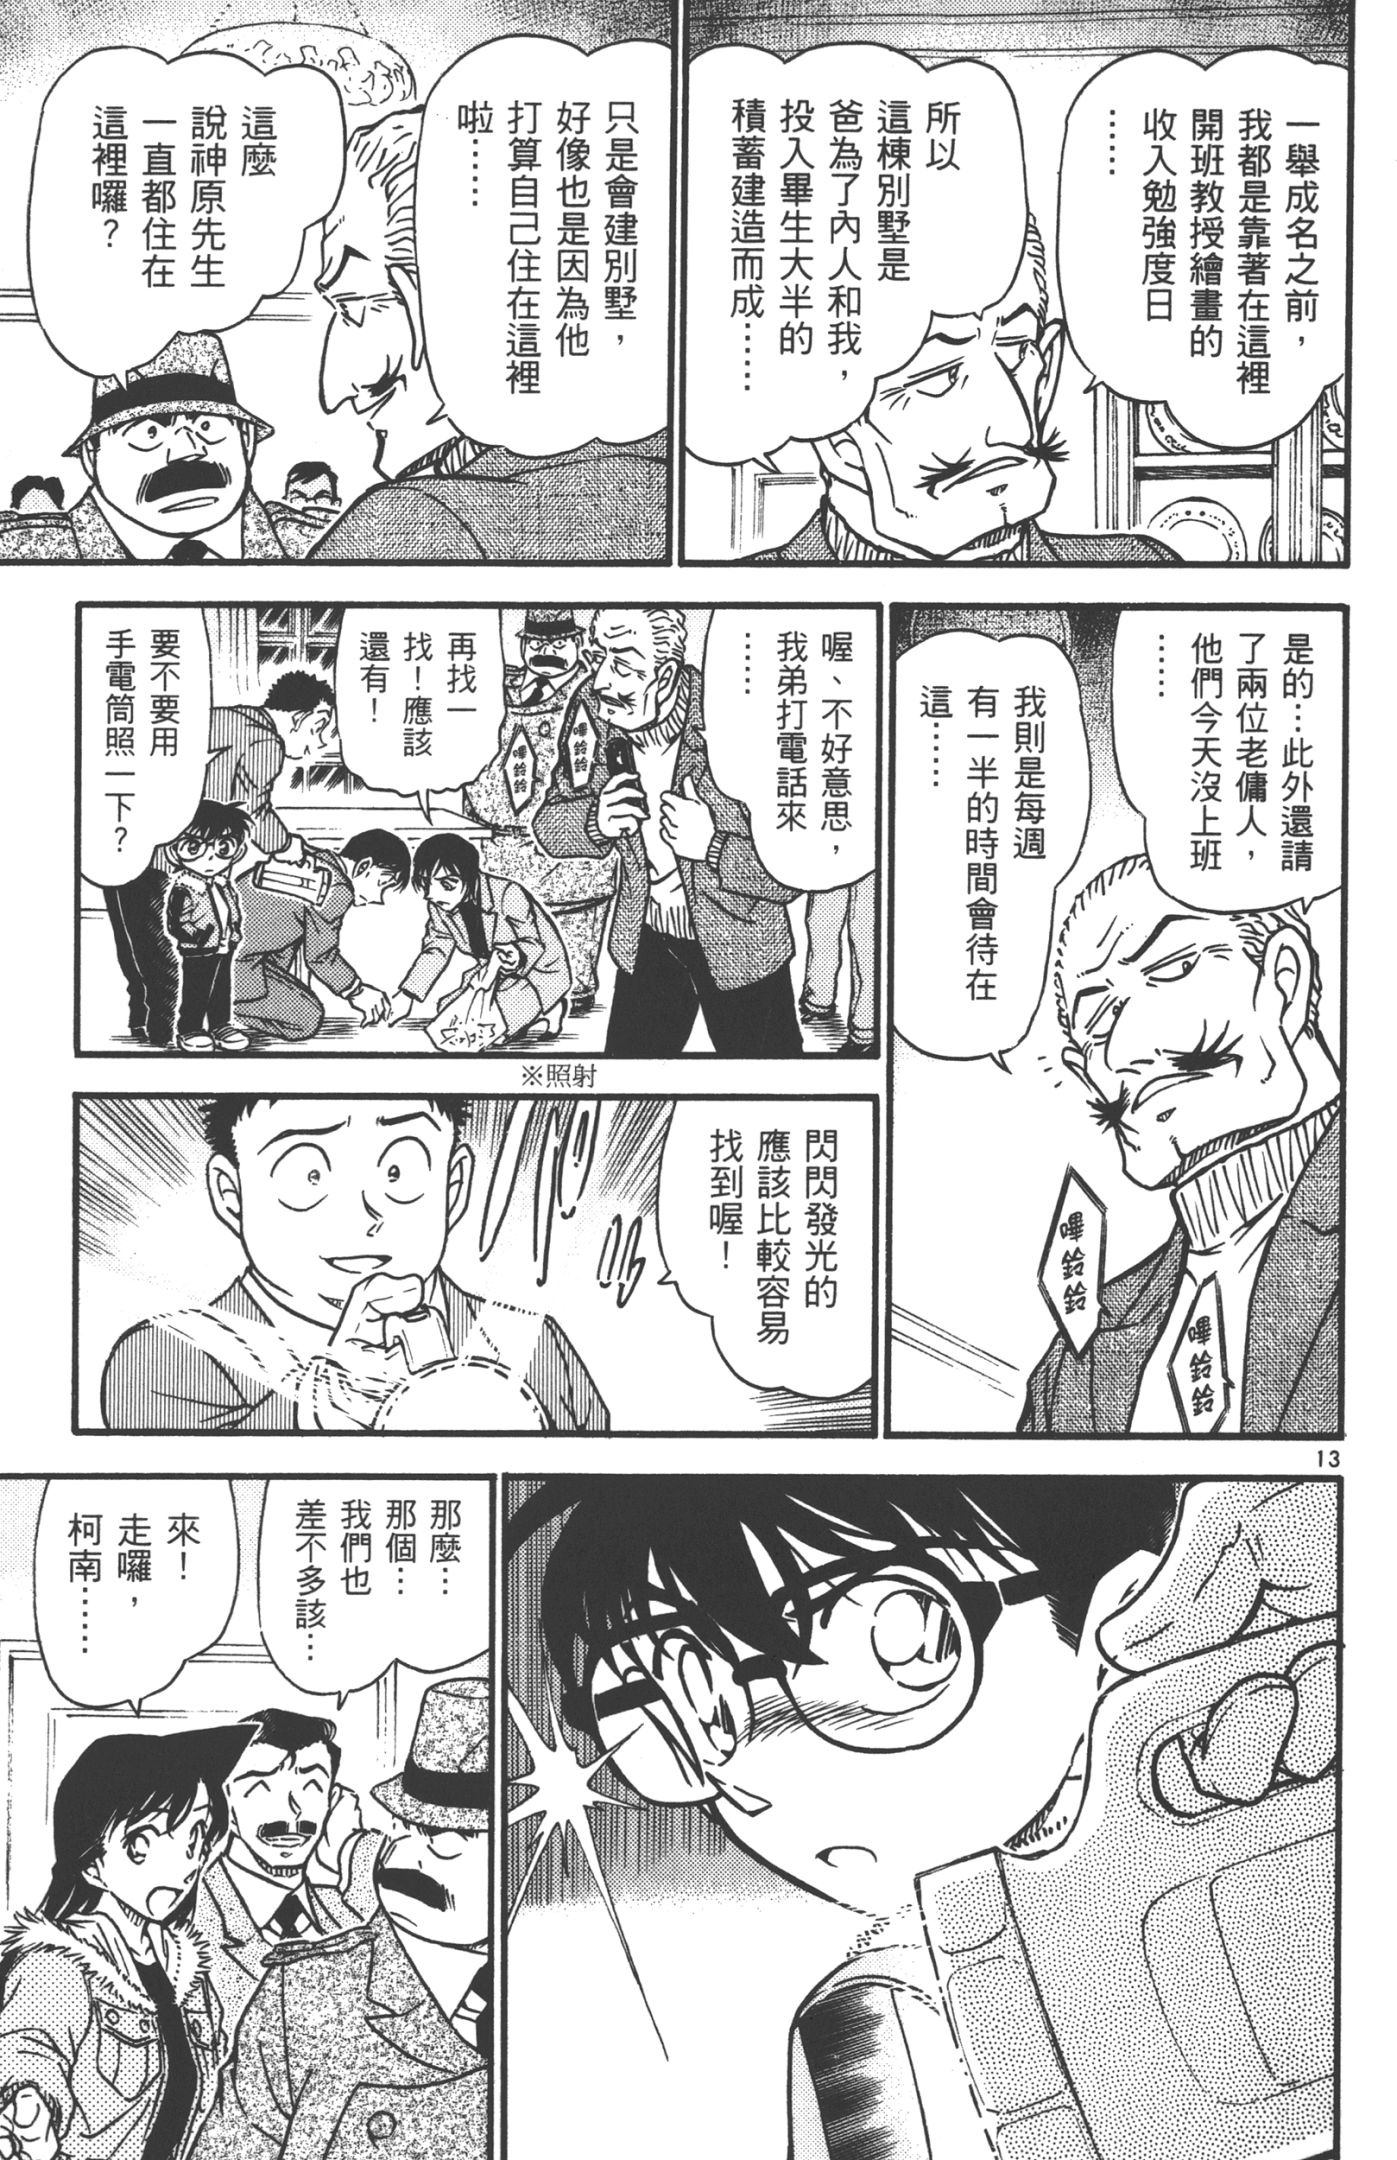 一舉成名之前，
我都是靠著在這裡
開班教授繪畫的
收入勉強度日
……
所以
這棟別墅是
爸為了內人和我，
投入畢生大半的
積蓄建造而成……
只是會建別墅，
好像也是因為他
打算自己住在這裡
啦……
這麼
說神原先生
一直都住在
這裡囉？
是的…此外還請
了兩位老傭人，
他們今天沒上班
……
我則是每週
有一半的時間會待在
這……
嗶鈴鈴
嗶鈴鈴
喔、不好意思，
我弟打電話來
……
嗶鈴鈴
嗶鈴鈴
再找一
找！應該
還有！
要不要用
手電筒照一下？
※照射
閃閃發光的
應該比較容易
找到喔！
13
那麼…
那個…
我們也
差不多該…
來！
走囉，
柯南……